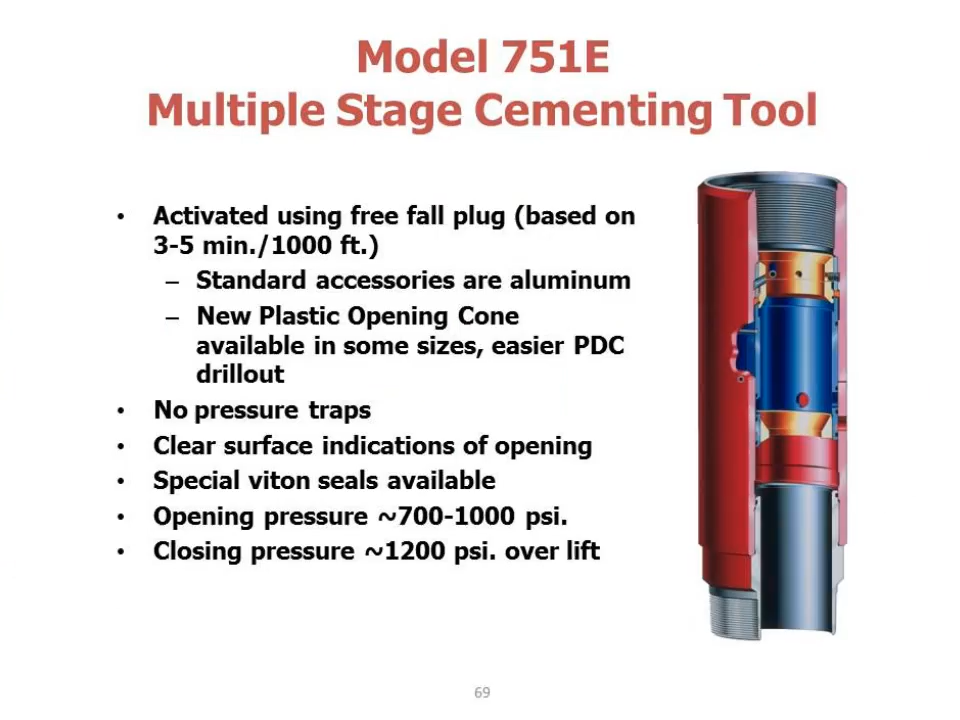 Model 751E
Multiple Stage Cementing Tool
• Activated using free fall plug (based on
3-5 min./1000 ft.)
– Standard accessories are aluminum
– New Plastic Opening Cone
available in some sizes, easier PDC
drillout
• No pressure traps
• Clear surface indications of opening
• Special viton seals available
• Opening pressure ~700-1000 psi.
• Closing pressure ~1200 psi. over lift
69